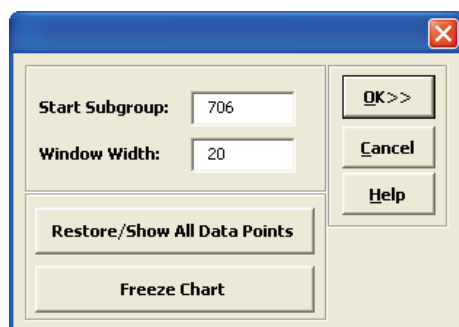 Start Subgroup: 706
Window Width: 20
OK>>
Cancel
Help
Restore/Show All Data Points
Freeze Chart